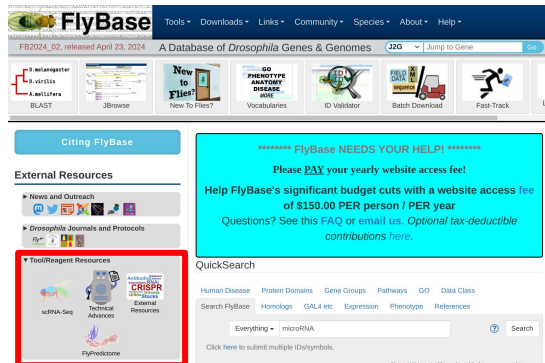 FlyBase
Tools Downloads Links Community Species About Help
FB2024_02, released April 23, 2024
A Database of Drosophila Genes & Genomes
J2G Jump to Gene Go
D.melanogaster
D.virilis
A.mellifera
New to Flies?
GO
PHENOTYPE
ANATOMY
DISEASE
MORE
ID
FIELD DATA
sequence
BLAST
JBrowse
New To Flies?
Vocabularies
ID Validator
Batch Download
Fast-Track
Citing FlyBase
******** FlyBase NEEDS YOUR HELP! ********
Please PAY your yearly website access fee!
Help FlyBase's significant budget cuts with a website access fee
of $150.00 PER person / PER year
Questions? See this FAQ or email us. Optional tax-deductible
contributions here.
External Resources
News and Outreach
Drosophila Journals and Protocols
Fly
Tool/Reagent Resources
Antibodies
CRISPR
Stocks
scRNA-Seq
Technical
Advances
External
Resources
FlyPredictome
QuickSearch
Human Disease Protein Domains Gene Groups Pathways GO Data Class
Search FlyBase Homologs GAL4 etc Expression Phenotype References
Everything microRNA ? Search
Click here to submit multiple IDs/symbols.